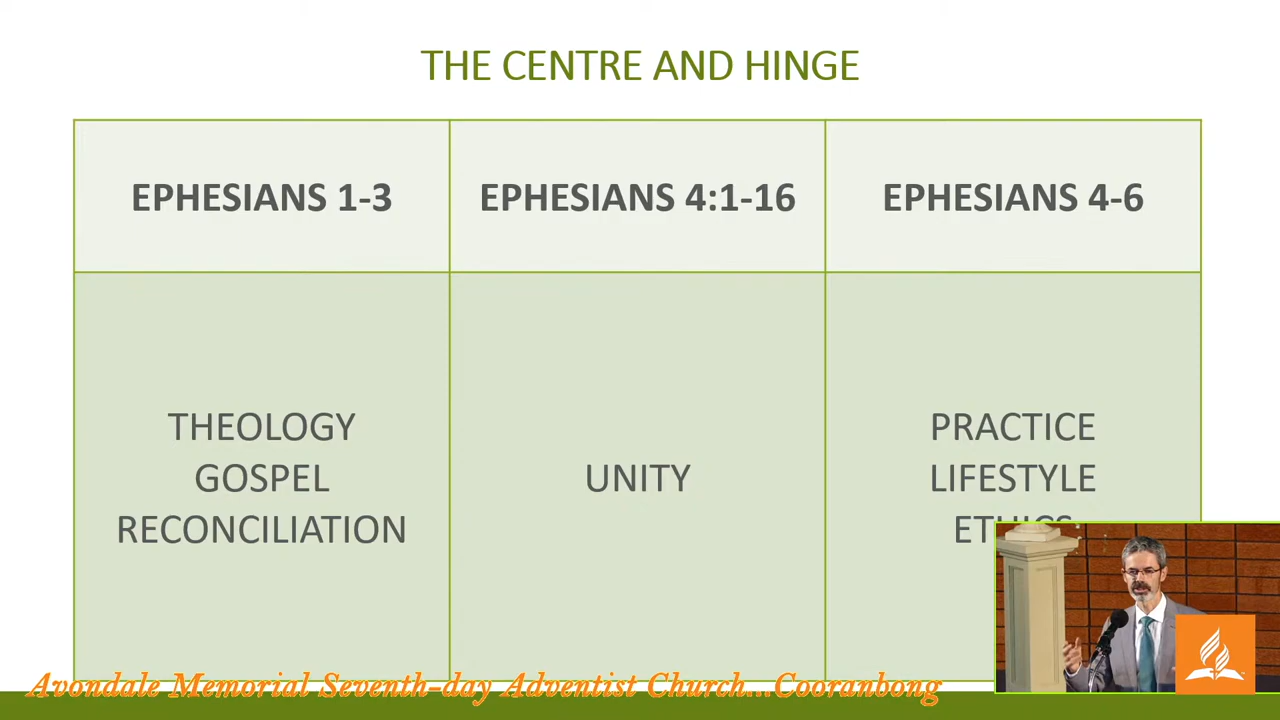 THE CENTRE AND HINGE
EPHESIANS 1-3
EPHESIANS 4:1-16
EPHESIANS 4-6
THEOLOGY
GOSPEL
RECONCILIATION
UNITY
PRACTICE
LIFESTYLE
ETHICS
Avondale Memorial Seventh-day Adventist Church...Cooranbong